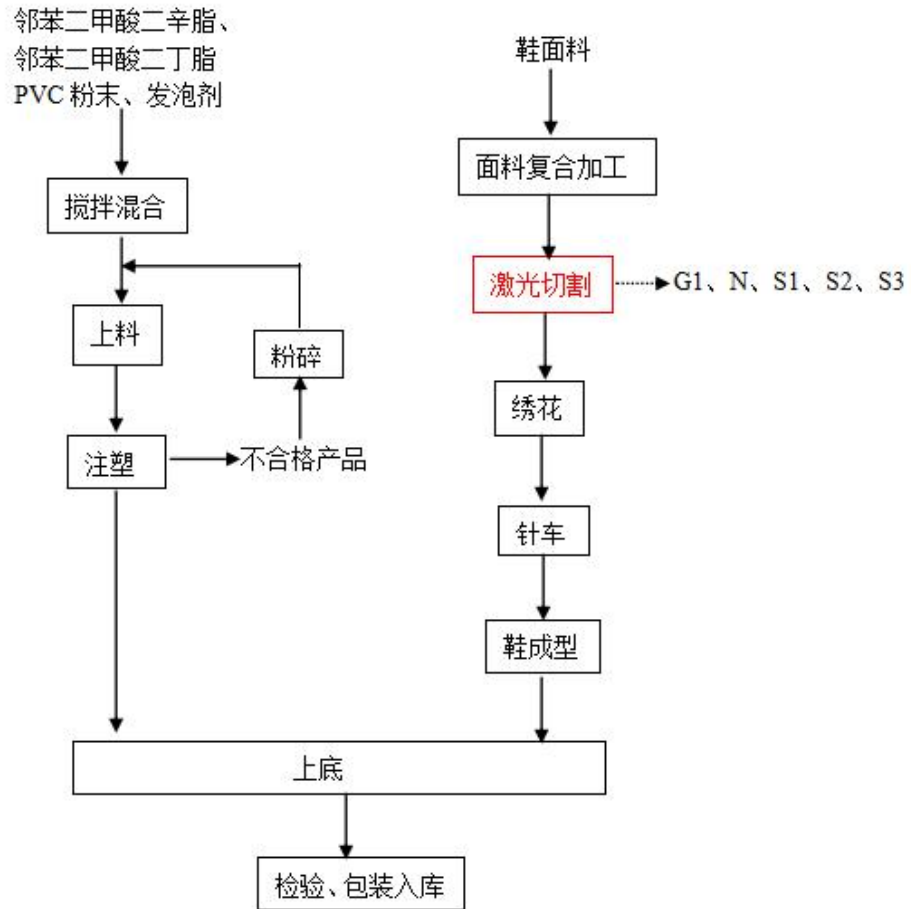 邻苯二甲酸二辛脂、
邻苯二甲酸二丁脂
PVC 粉末、发泡剂
搅拌混合
上料
粉碎
注塑
不合格产品
鞋面料
面料复合加工
激光切割
G1、N、S1、S2、S3
绣花
针车
鞋成型
上底
检验、包装入库